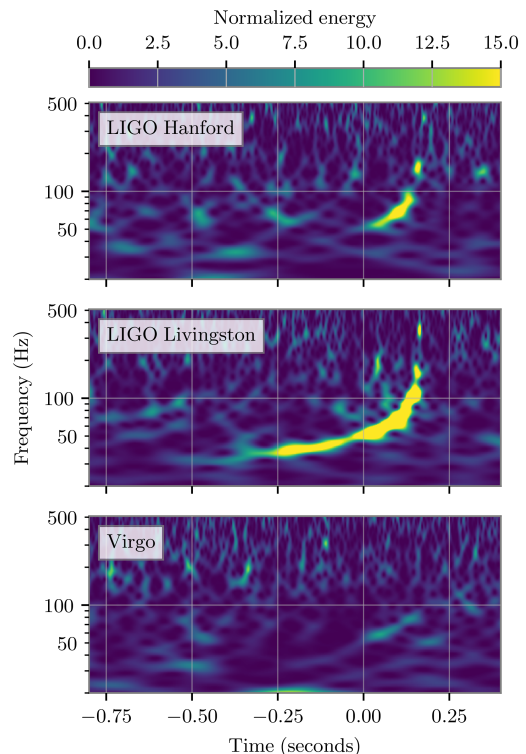 Normalized energy
0.0 2.5 5.0 7.5 10.0 12.5 15.0
500
LIGO Hanford
100
50
500
LIGO Livingston
100
50
Frequency (Hz)
500
Virgo
100
50
−0.75 −0.50 −0.25 0.00 0.25
Time (seconds)